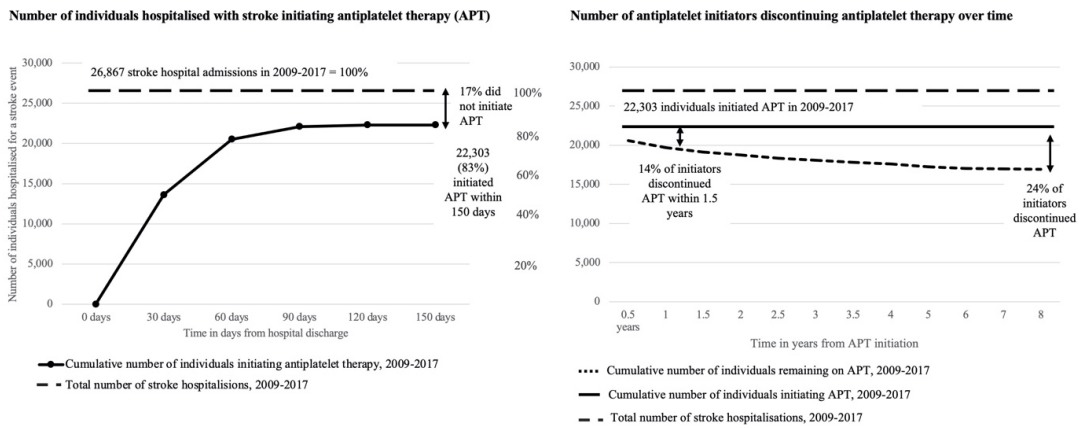 Number of individuals hospitalised with stroke initiating antiplatelet therapy (APT)
Number of individuals hospitalised for a stroke event
30,000
25,000
20,000
15,000
10,000
5,000
0
26,867 stroke hospital admissions in 2009-2017 = 100%
17% did
not initiate
APT
22,303
(83%)
initiated
APT within
150 days
100%
80%
60%
40%
20%
0 days
30 days
60 days
90 days
120 days
150 days
Time in days from hospital discharge
Cumulative number of individuals initiating antiplatelet therapy, 2009-2017
Total number of stroke hospitalisions, 2009-2017
Number of antiplatelet initiators discontinuing antiplatelet therapy over time
30,000
25,000
20,000
15,000
10,000
5,000
0
22,303 individuals initiated APT in 2009-2017
14% of initiators
discontinued
APT within 1.5
years
24% of
initiators
discontinued
APT
0.5
years
1
1.5
2
2.5
3
3.5
4
5
6
7
8
Time in years from APT initiation
Cumulative number of individuals remaining on APT, 2009-2017
Cumulative number of individuals initiating APT, 2009-2017
Total number of stroke hospitalisations, 2009-2017